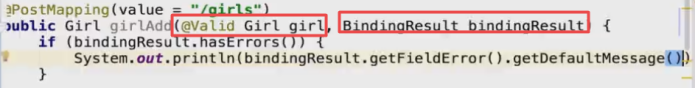 @PostMapping(value = "/girls")
public Girl girlAdd(@Valid Girl girl, BindingResult bindingResult) {
if (bindingResult.hasErrors()) {
System.out.println(bindingResult.getFieldError().getDefaultMessage())
}